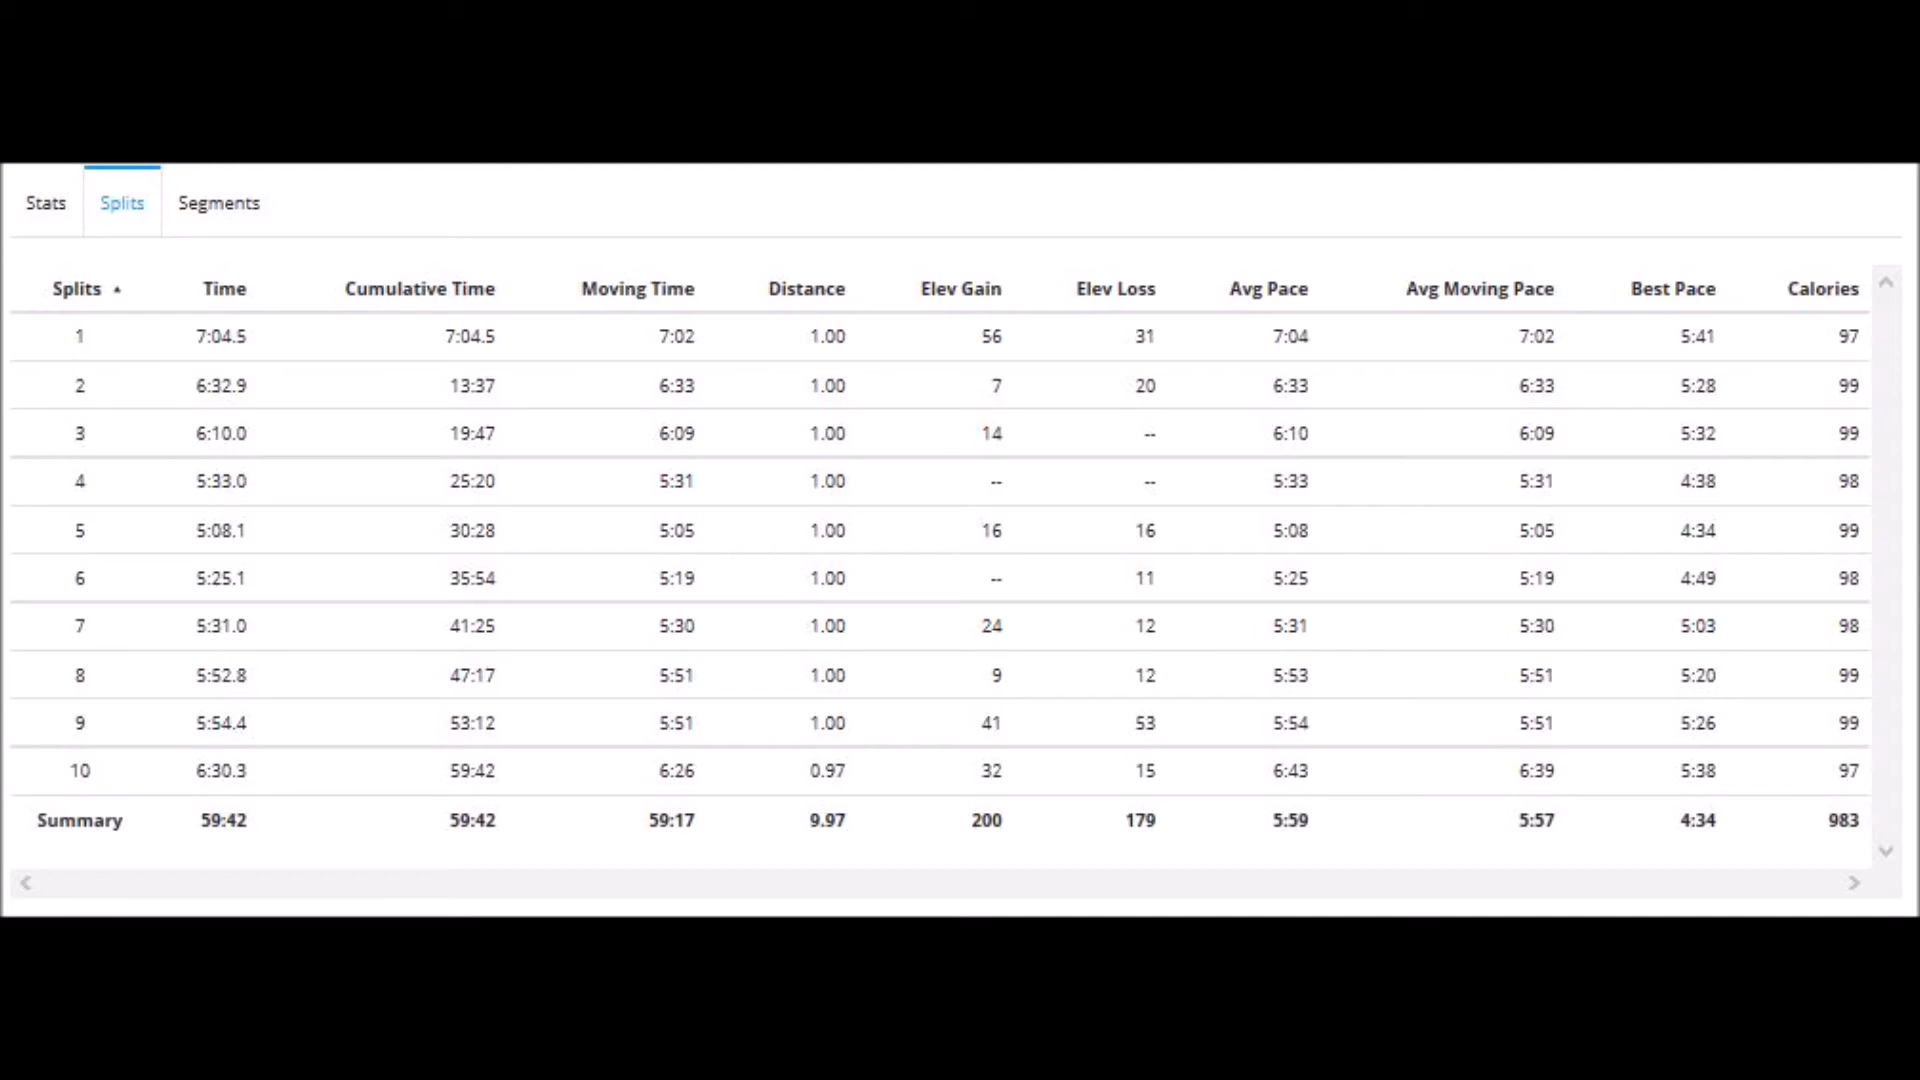 Stats Splits Segments
Splits ▲ Time Cumulative Time Moving Time Distance Elev Gain Elev Loss Avg Pace Avg Moving Pace Best Pace Calories
1 7:04.5 7:04.5 7:02 1.00 56 31 7:04 7:02 5:41 97
2 6:32.9 13:37 6:33 1.00 7 20 6:33 6:33 5:28 99
3 6:10.0 19:47 6:09 1.00 14 -- 6:10 6:09 5:32 99
4 5:33.0 25:20 5:31 1.00 -- -- 5:33 5:31 4:38 98
5 5:08.1 30:28 5:05 1.00 16 16 5:08 5:05 4:34 99
6 5:25.1 35:54 5:19 1.00 -- 11 5:25 5:19 4:49 98
7 5:31.0 41:25 5:30 1.00 24 12 5:31 5:30 5:03 98
8 5:52.8 47:17 5:51 1.00 9 12 5:53 5:51 5:20 99
9 5:54.4 53:12 5:51 1.00 41 53 5:54 5:51 5:26 99
10 6:30.3 59:42 6:26 0.97 32 15 6:43 6:39 5:38 97
Summary 59:42 59:42 59:17 9.97 200 179 5:59 5:57 4:34 983